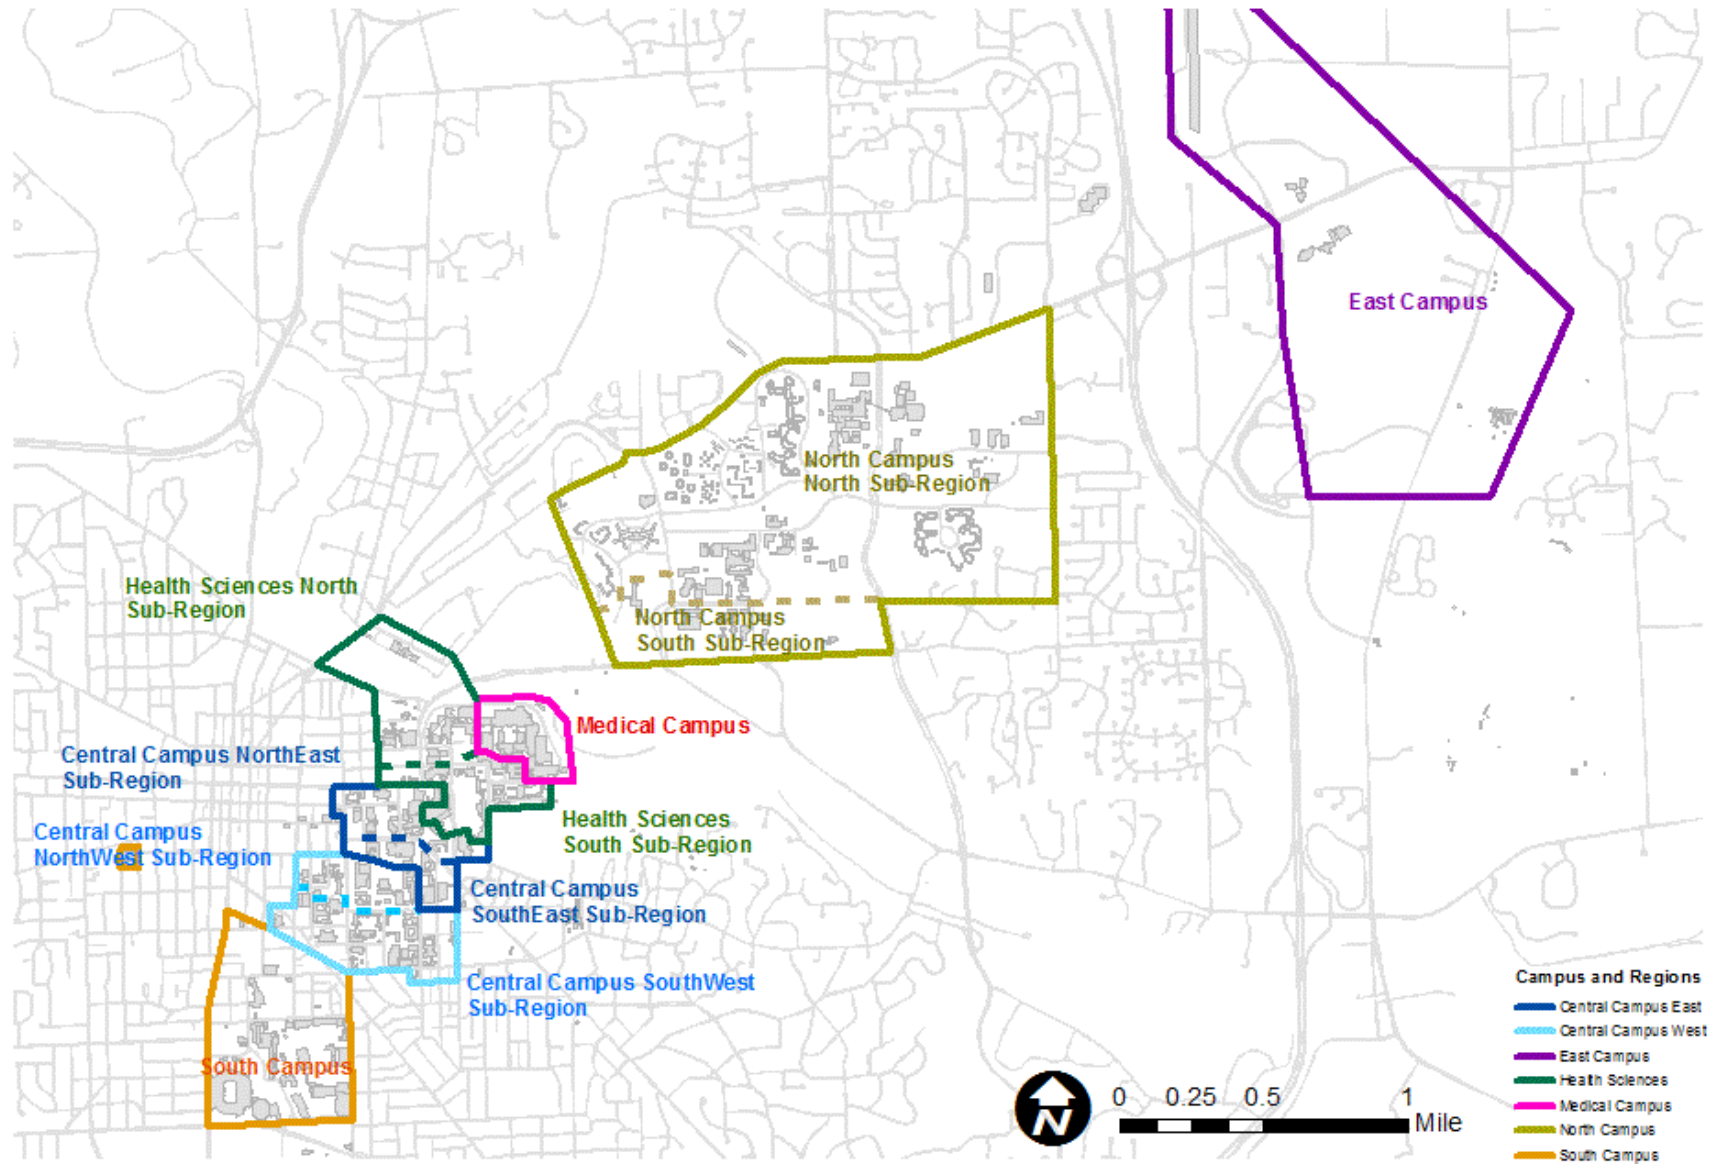 East Campus
North Campus
North Sub-Region
Health Sciences North
Sub-Region
North Campus
South Sub-Region
Medical Campus
Central Campus NorthEast
Sub-Region
Central Campus
NorthWest Sub-Region
Health Sciences
South Sub-Region
Central Campus
SouthEast Sub-Region
Central Campus SouthWest
Sub-Region
South Campus
Campus and Regions
Central Campus East
Central Campus West
East Campus
Health Sciences
Medical Campus
North Campus
South Campus
N
0 0.25 0.5 1
Mile